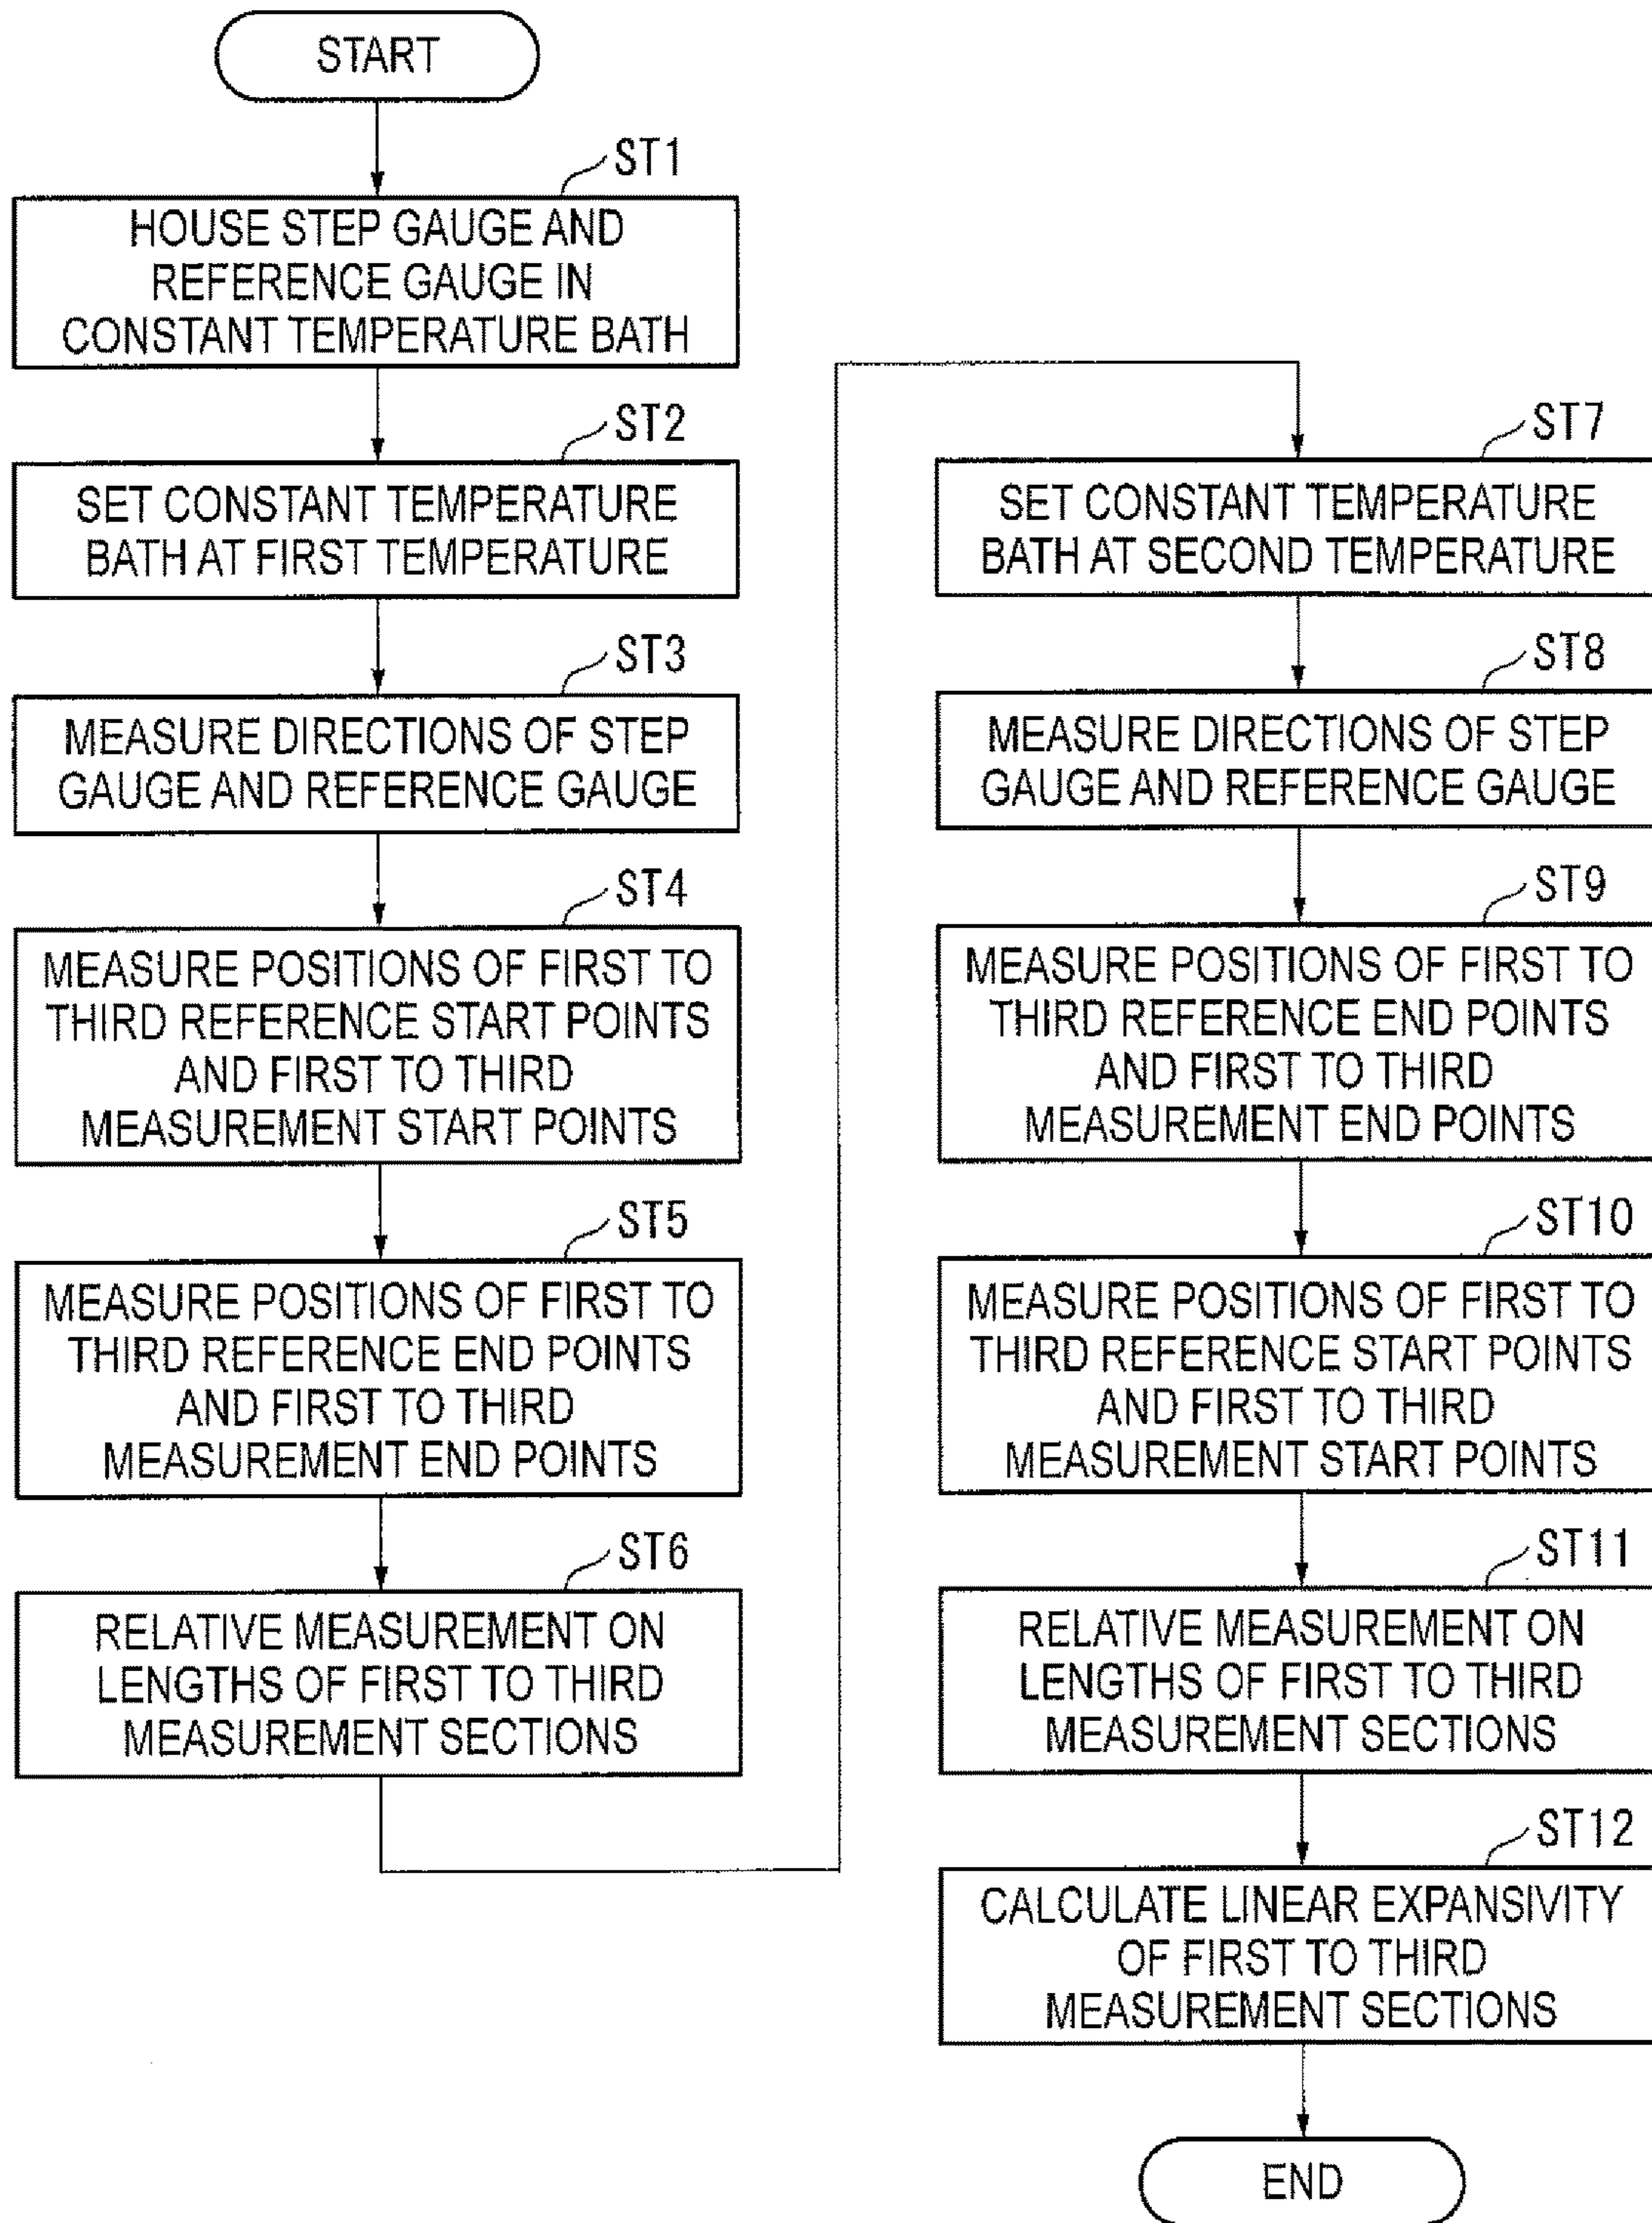 START
ST1
HOUSE STEP GAUGE AND
REFERENCE GAUGE IN
CONSTANT TEMPERATURE BATH
ST2
SET CONSTANT TEMPERATURE
BATH AT FIRST TEMPERATURE
ST3
MEASURE DIRECTIONS OF STEP
GAUGE AND REFERENCE GAUGE
ST4
MEASURE POSITIONS OF FIRST TO
THIRD REFERENCE START POINTS
AND FIRST TO THIRD
MEASUREMENT START POINTS
ST5
MEASURE POSITIONS OF FIRST TO
THIRD REFERENCE END POINTS
AND FIRST TO THIRD
MEASUREMENT END POINTS
ST6
RELATIVE MEASUREMENT ON
LENGTHS OF FIRST TO THIRD
MEASUREMENT SECTIONS
ST7
SET CONSTANT TEMPERATURE
BATH AT SECOND TEMPERATURE
ST8
MEASURE DIRECTIONS OF STEP
GAUGE AND REFERENCE GAUGE
ST9
MEASURE POSITIONS OF FIRST TO
THIRD REFERENCE END POINTS
AND FIRST TO THIRD
MEASUREMENT END POINTS
ST10
MEASURE POSITIONS OF FIRST TO
THIRD REFERENCE START POINTS
AND FIRST TO THIRD
MEASUREMENT START POINTS
ST11
RELATIVE MEASUREMENT ON
LENGTHS OF FIRST TO THIRD
MEASUREMENT SECTIONS
ST12
CALCULATE LINEAR EXPANSIVITY
OF FIRST TO THIRD
MEASUREMENT SECTIONS
END